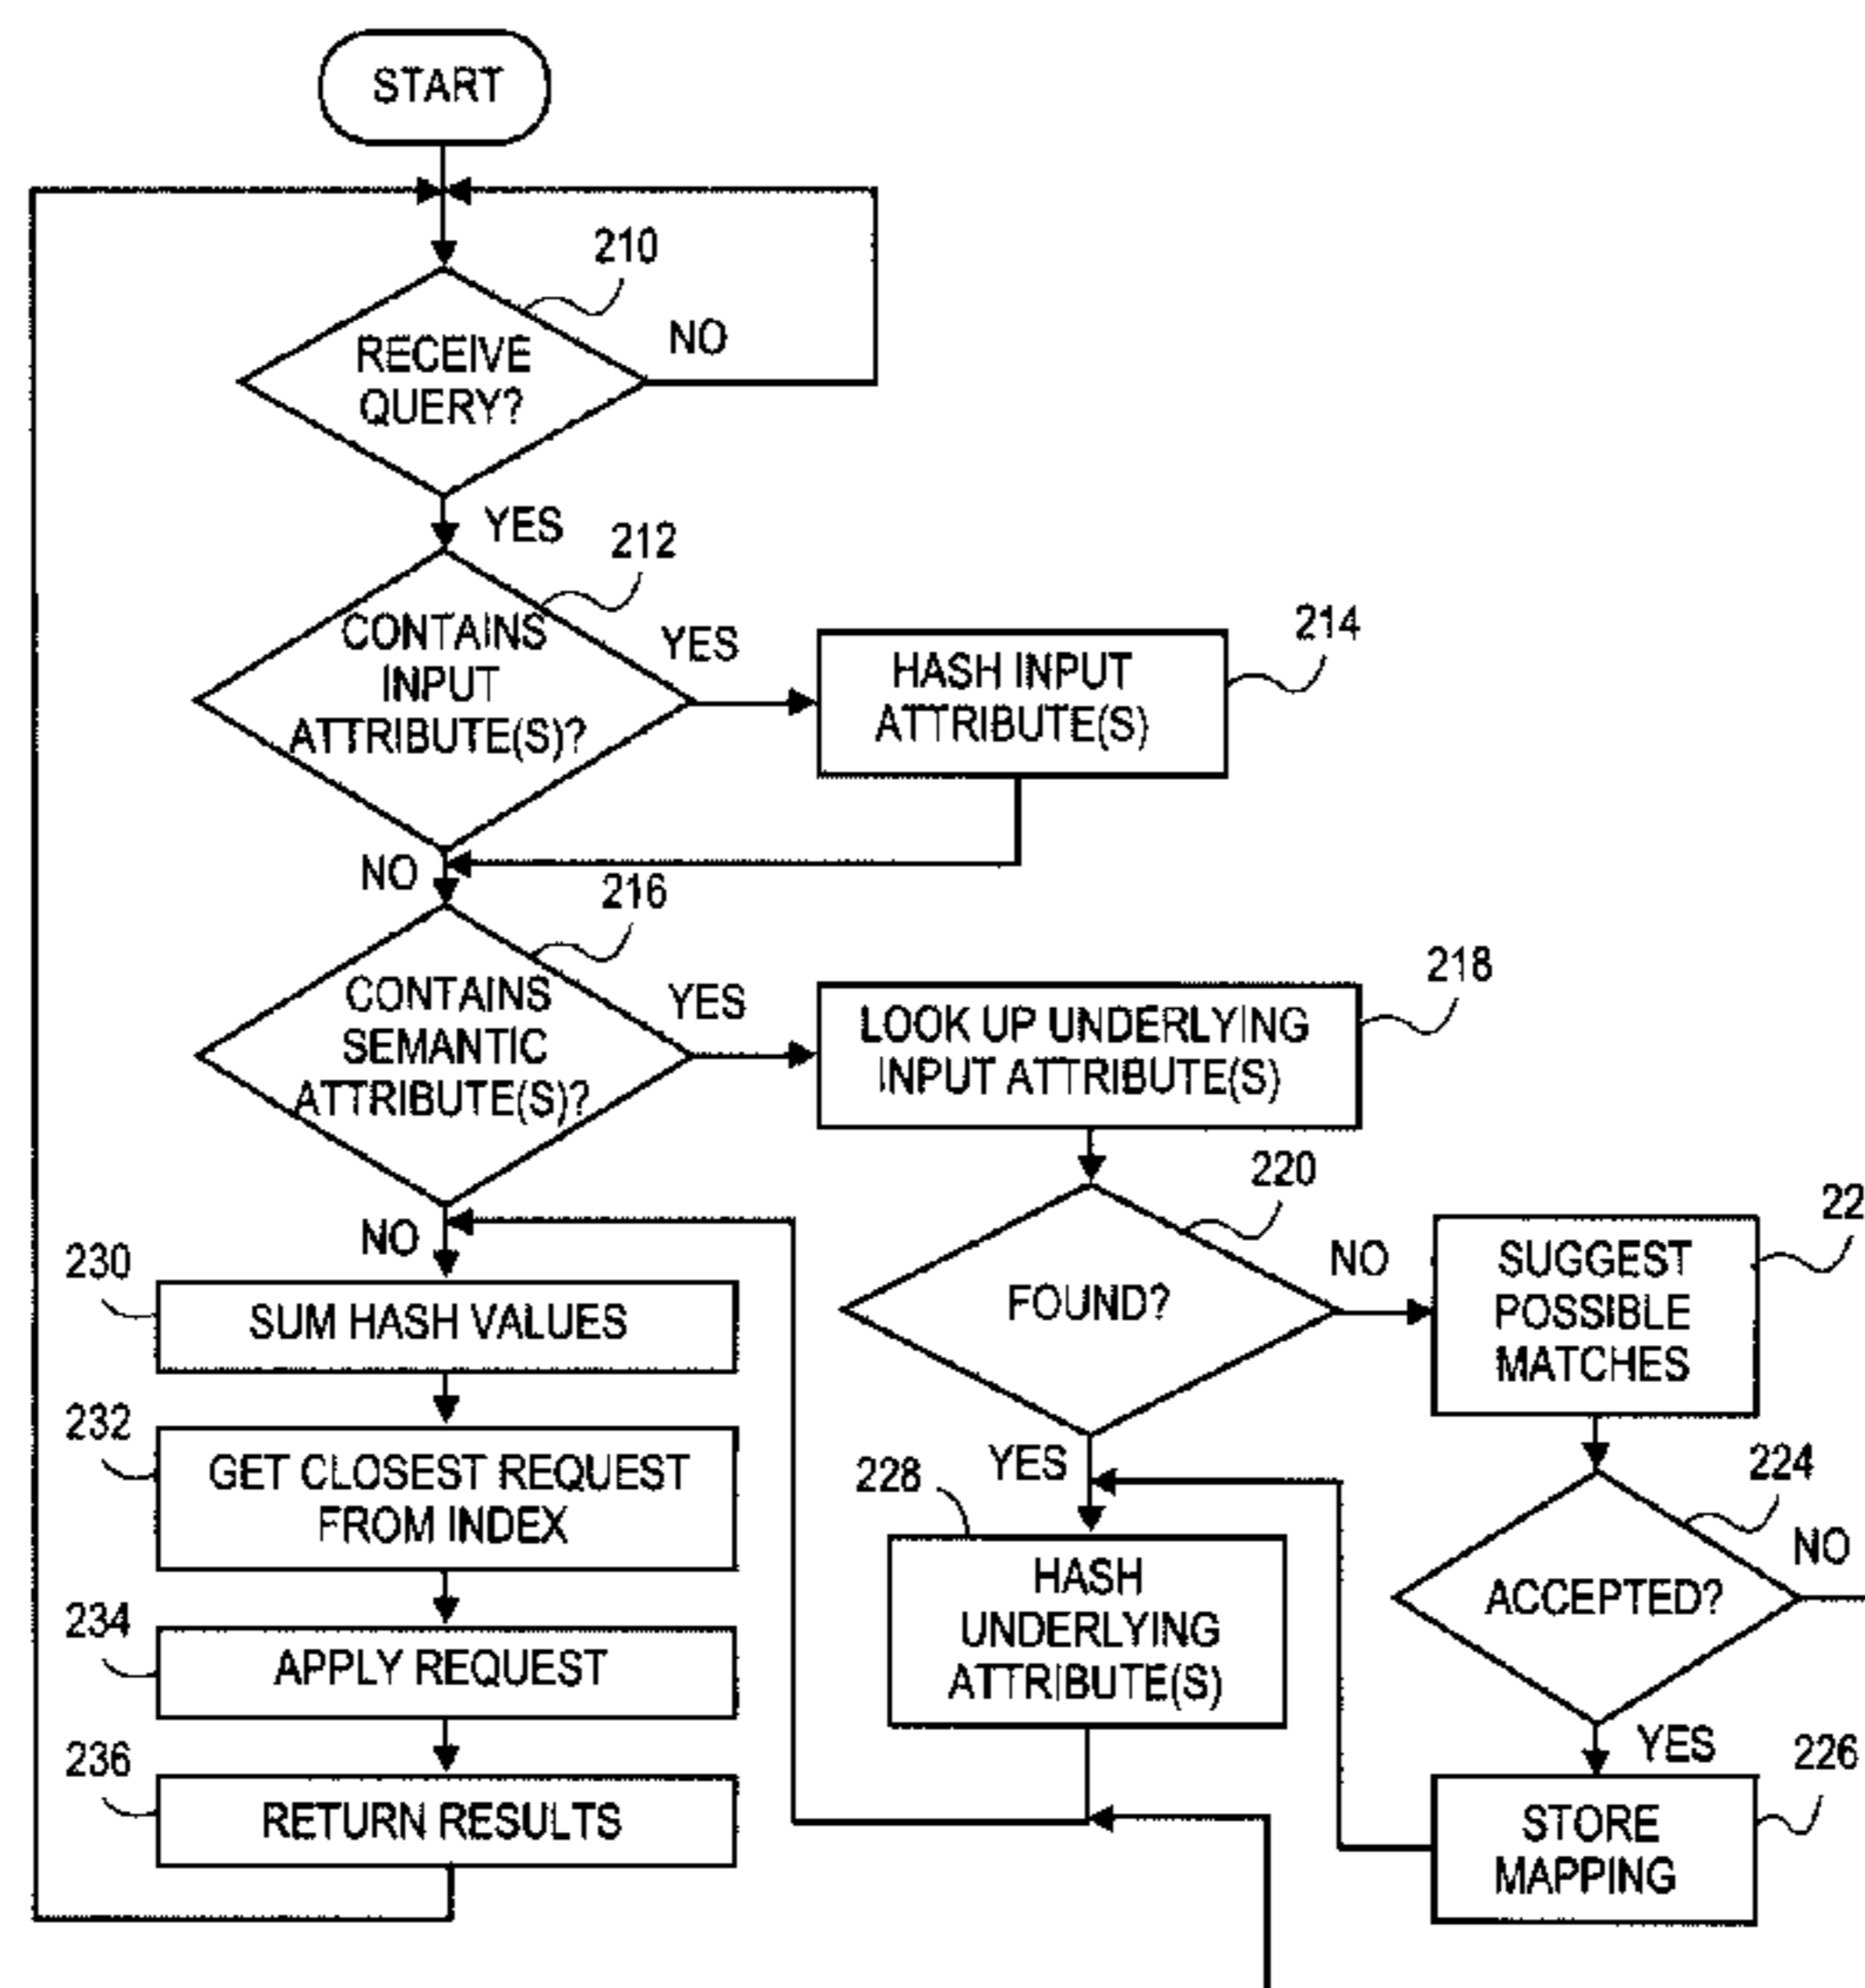 START
210
RECEIVE
QUERY?
NO
YES
212
CONTAINS
INPUT
ATTRIBUTE(S)?
YES
214
HASH INPUT
ATTRIBUTE(S)
NO
216
CONTAINS
SEMANTIC
ATTRIBUTE(S)?
YES
218
LOOK UP UNDERLYING
INPUT ATTRIBUTE(S)
NO
220
FOUND?
NO
22
SUGGEST
POSSIBLE
MATCHES
YES
224
ACCEPTED?
NO
YES
226
STORE
MAPPING
228
HASH
UNDERLYING
ATTRIBUTE(S)
230
SUM HASH VALUES
232
GET CLOSEST REQUEST
FROM INDEX
234
APPLY REQUEST
236
RETURN RESULTS